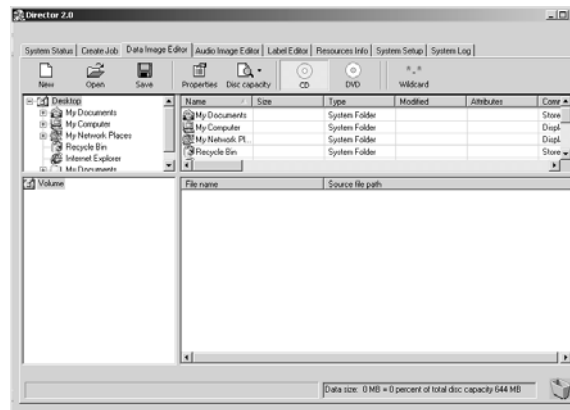 Director 2.0
System Status Create Job Data Image Editor Audio Image Editor Label Editor Resources Info System Setup System Log
New Open Save Properties Disc capacity CD DVD Wildcard
Desktop
My Documents
My Computer
My Network Places
Recycle Bin
Internet Explorer
My Documents
Name Size Type Modified Attributes Comr
My Documents System Folder Store
My Computer System Folder Displ
My Network Pl... System Folder Displ
Recycle Bin System Folder Store
Volume
File name Source file path
Data size: 0 MB = 0 percent of total disc capacity 644 MB